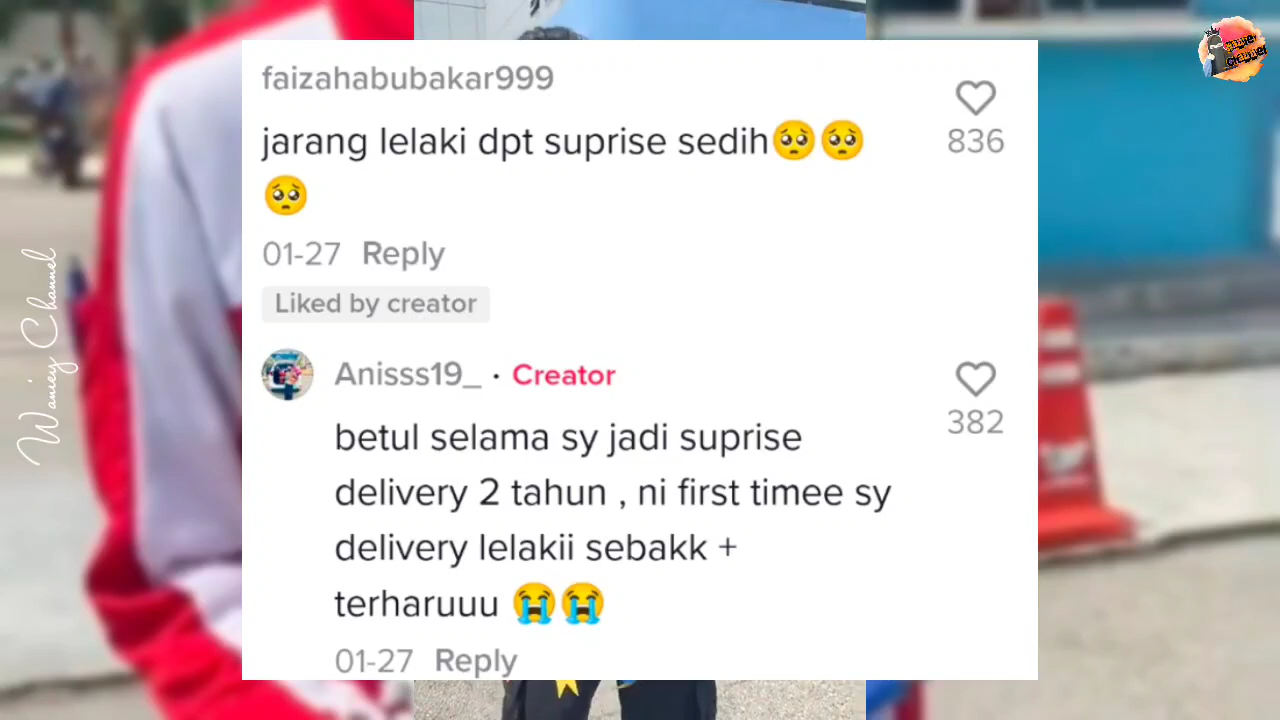 faizahabubakar999
jarang lelaki dpt suprise sedih🥺🥺
🥺
836
01-27 Reply
Liked by creator
Anisss19_ · Creator
betul selama sy jadi suprise
delivery 2 tahun , ni first timee sy
delivery lelakii sebakk +
terharuuu 😭😭
382
01-27 Reply
Waniey Channel